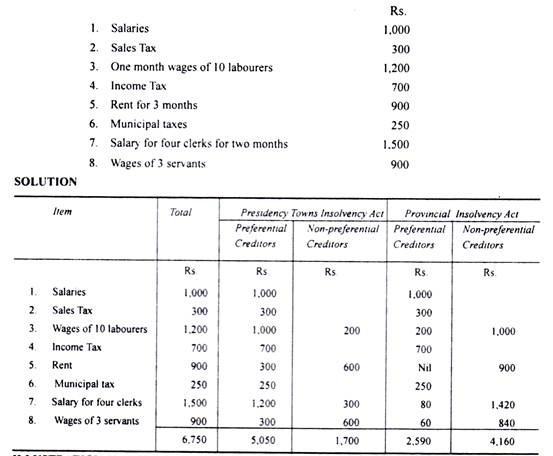 Rs.
1. Salaries 1,000
2. Sales Tax 300
3. One month wages of 10 labourers 1,200
4. Income Tax 700
5. Rent for 3 months 900
6. Municipal taxes 250
7. Salary for four clerks for two months 1,500
8. Wages of 3 servants 900
SOLUTION
Item Total Presidency Towns Insolvency Act Provincial Insolvency Act
Preferential Non-preferential Preferential Non-preferential
Creditors Creditors Creditors Creditors
Rs. Rs. Rs. Rs. Rs.
1. Salaries 1,000 1,000 1,000
2. Sales Tax 300 300 300
3. Wages of 10 labourers 1,200 1,000 200 200 1,000
4. Income Tax 700 700 700
5. Rent 900 300 600 Nil 900
6. Municipal tax 250 250 250
7. Salary for four clerks 1,500 1,200 300 80 1,420
8. Wages of 3 servants 900 300 600 60 840
6,750 5,050 1,700 2,590 4,160